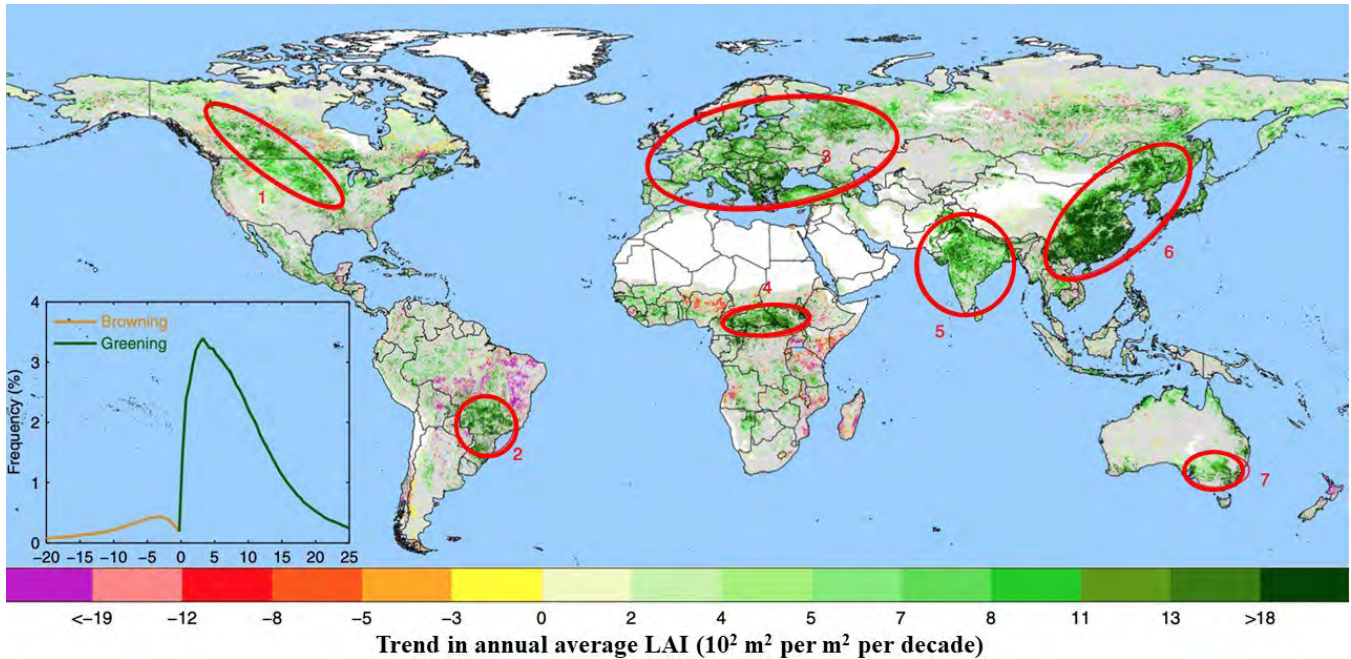 1
2
3
4
5
6
7
4
3
2
1
0
Frequency (%)
Browning
Greening
−20 −15 −10 −5 0 5 10 15 20 25
<−19 −12 −8 −5 −3 0 2 4 5 7 8 11 13 >18
Trend in annual average LAI (10² m² per m² per decade)